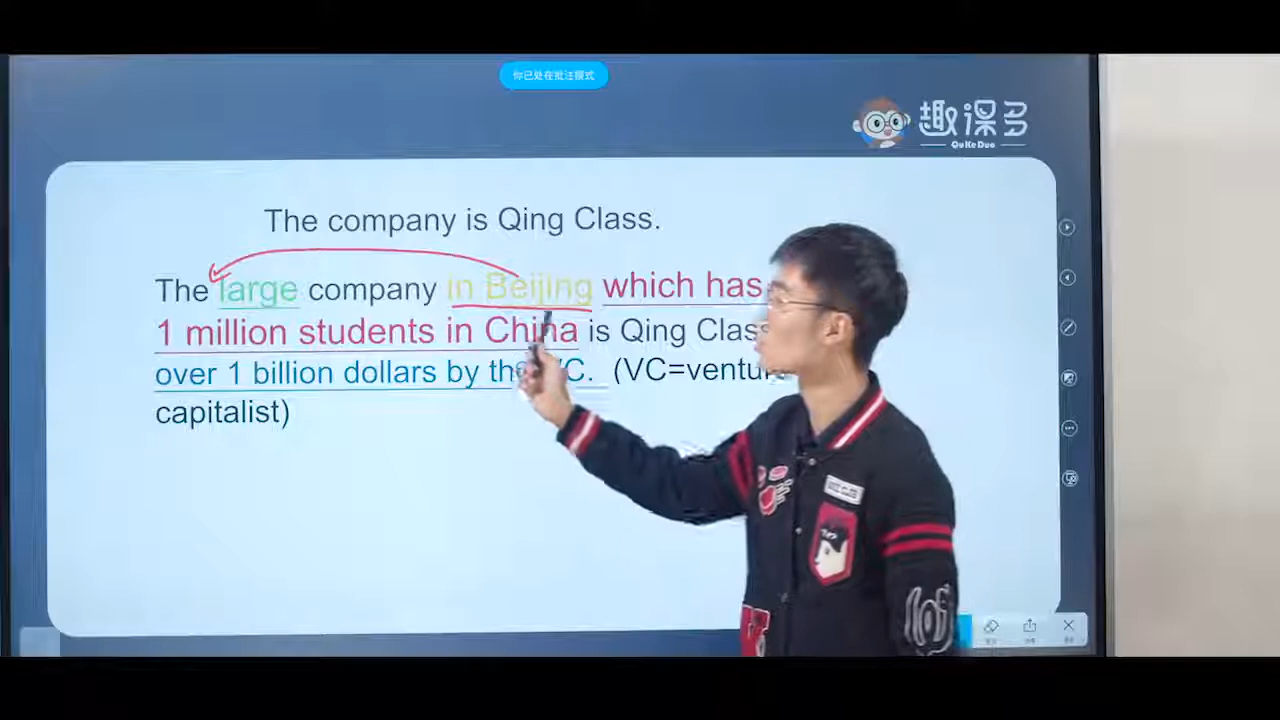 你已处在批注模式
趣课多
QuKeDuo
The company is Qing Class.
The large company in Beijing which has
1 million students in China is Qing Class
over 1 billion dollars by the VC. (VC=venture
capitalist)